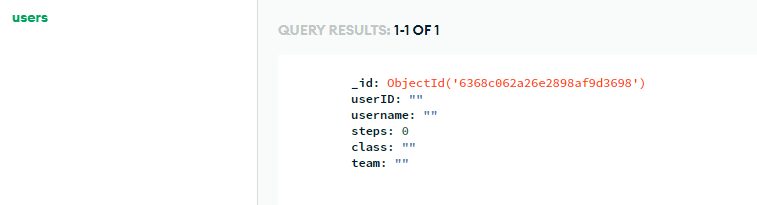 users
QUERY RESULTS: 1-1 OF 1
_id: ObjectId('6368c062a26e2898af9d3698')
userID: ""
username: ""
steps: 0
class: ""
team: ""